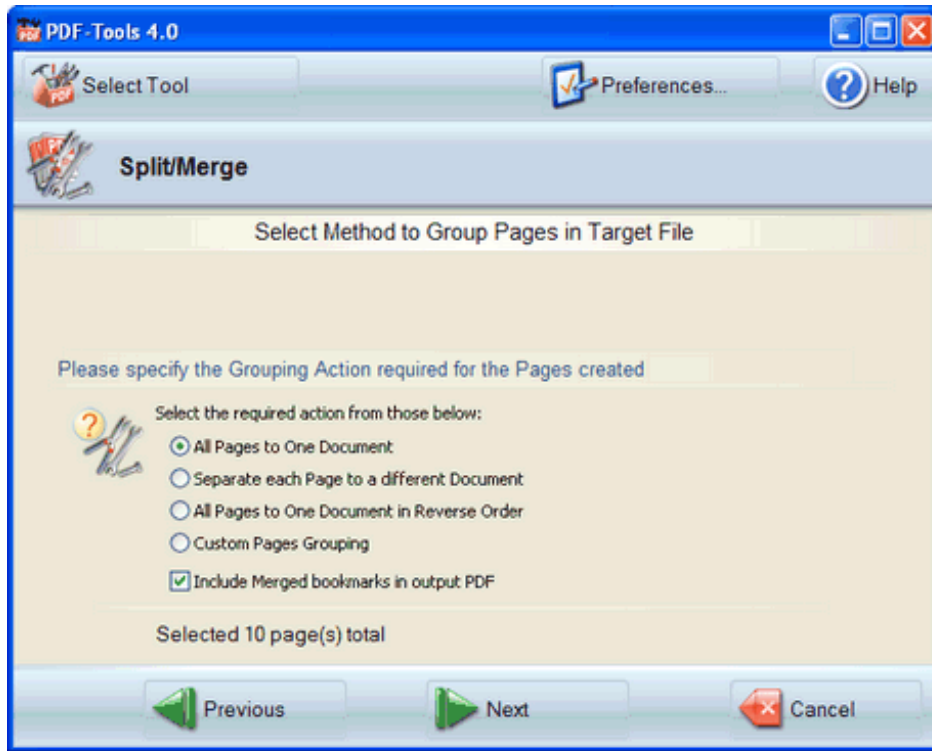 PDF-Tools 4.0
Select Tool
Preferences...
Help
Split/Merge
Select Method to Group Pages in Target File
Please specify the Grouping Action required for the Pages created
Select the required action from those below:
All Pages to One Document
Separate each Page to a different Document
All Pages to One Document in Reverse Order
Custom Pages Grouping
Include Merged bookmarks in output PDF
Selected 10 page(s) total
Previous
Next
Cancel